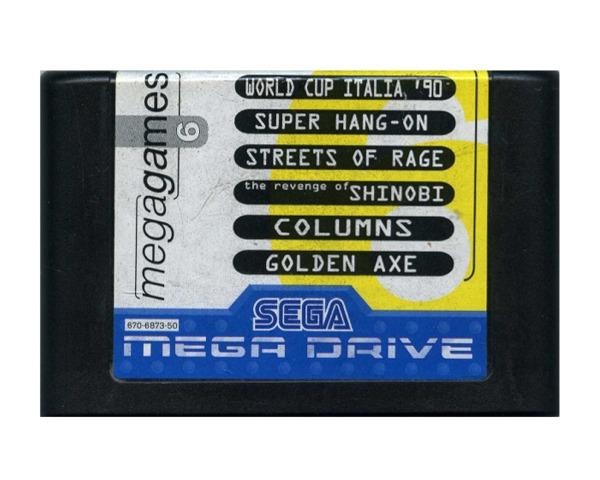 megagames 6
WORLD CUP ITALIA, '90
SUPER HANG-ON
STREETS OF RAGE
the revenge of SHINOBI
COLUMNS
GOLDEN AXE
SEGA
670-6873-50
MEGA DRIVE